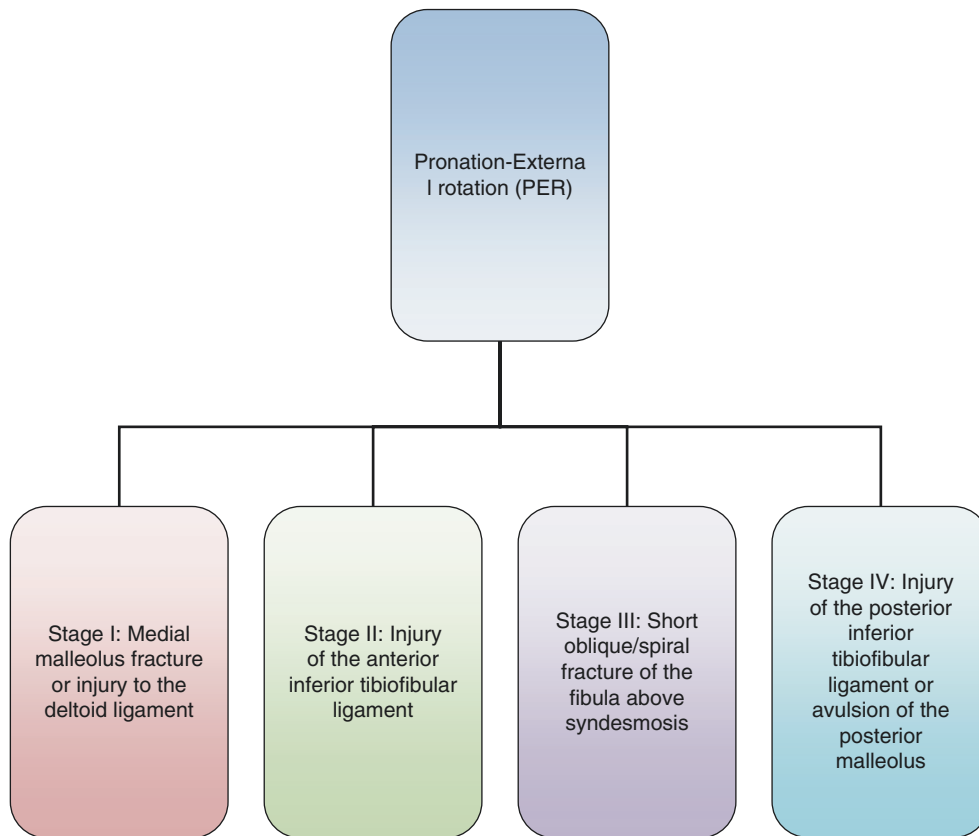 Pronation-Externa
l rotation (PER)
Stage I: Medial
malleolus fracture
or injury to the
deltoid ligament
Stage II: Injury
of the anterior
inferior tibiofibular
ligament
Stage III: Short
oblique/spiral
fracture of the
fibula above
syndesmosis
Stage IV: Injury
of the posterior
inferior
tibiofibular
ligament or
avulsion of the
posterior
malleolus